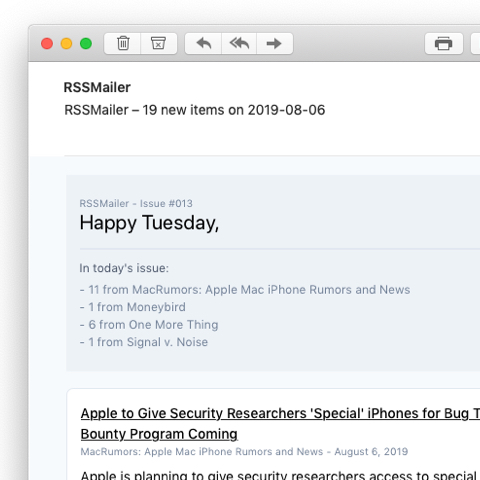 RSSMailer
RSSMailer – 19 new items on 2019-08-06
RSSMailer - Issue #013
Happy Tuesday,
In today's issue:
- 11 from MacRumors: Apple Mac iPhone Rumors and News
- 1 from Moneybird
- 6 from One More Thing
- 1 from Signal v. Noise
Apple to Give Security Researchers 'Special' iPhones for Bug
Bounty Program Coming
MacRumors: Apple Mac iPhone Rumors and News - August 6, 2019
Apple is planning to give security researchers access to special